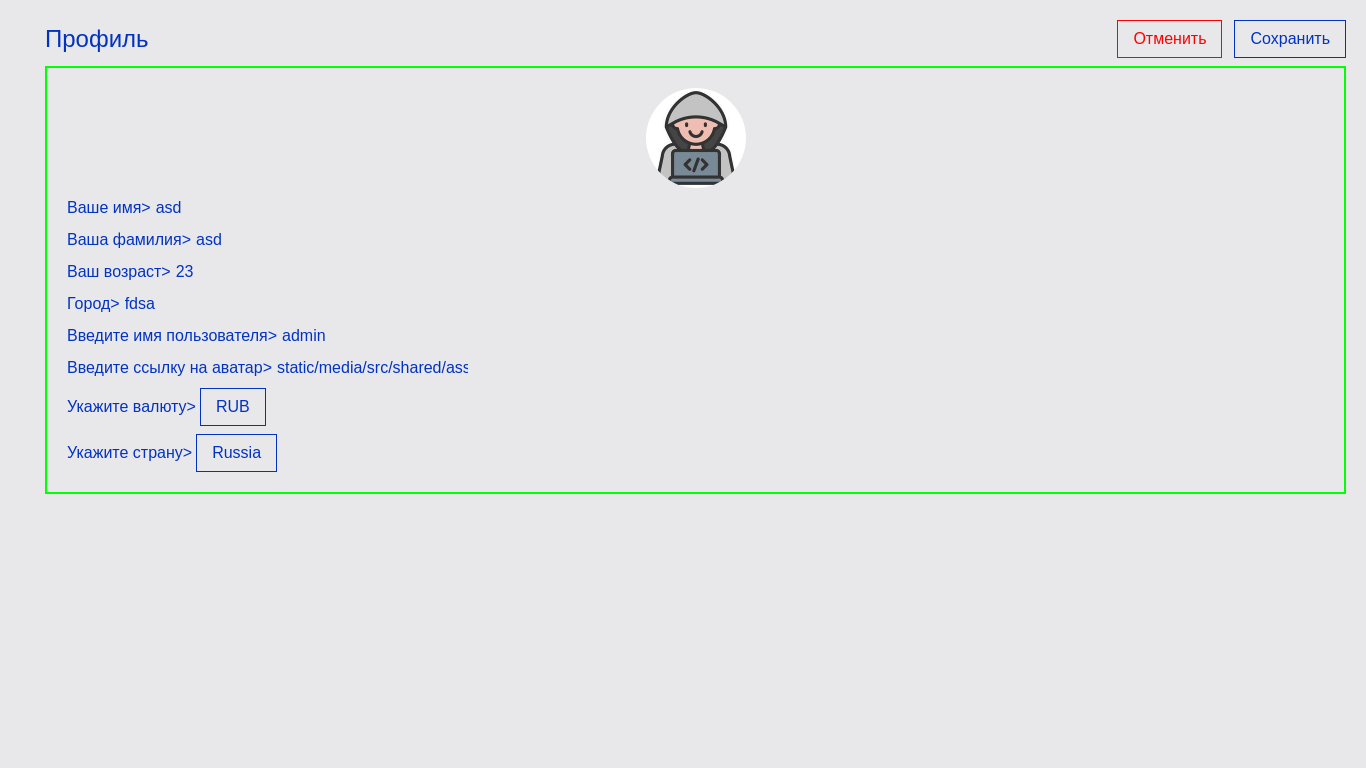 Профиль
Отменить
Сохранить
</>
Ваше имя> asd
Ваша фамилия> asd
Ваш возраст> 23
Город> fdsa
Введите имя пользователя> admin
Введите ссылку на аватар> static/media/src/shared/ass
Укажите валюту> RUB
Укажите страну> Russia